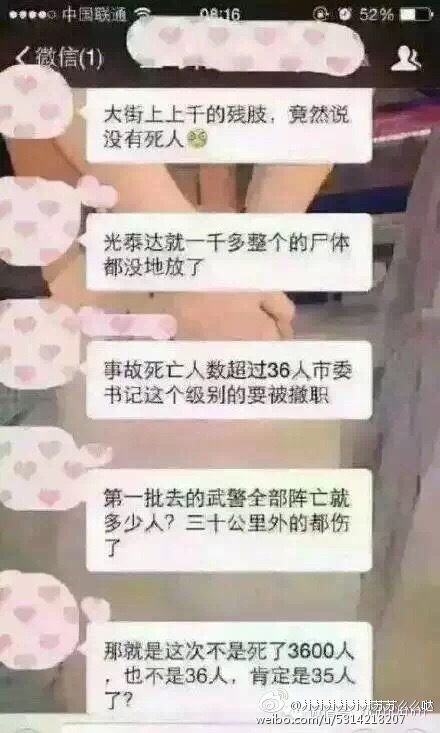 中国联通
08:16
52%
微信(1)
大街上上千的残肢，竟然说
没有死人
光泰达就一千多整个的尸体
都没地放了
事故死亡人数超过36人市委
书记这个级别的要被撤职
第一批去的武警全部阵亡就
多少人？三十公里外的都伤
了
那就是这次不是死了3600人
，也不是36人，肯定是35人
了？
苏苏么么哒
weibo.com/u/5314218207